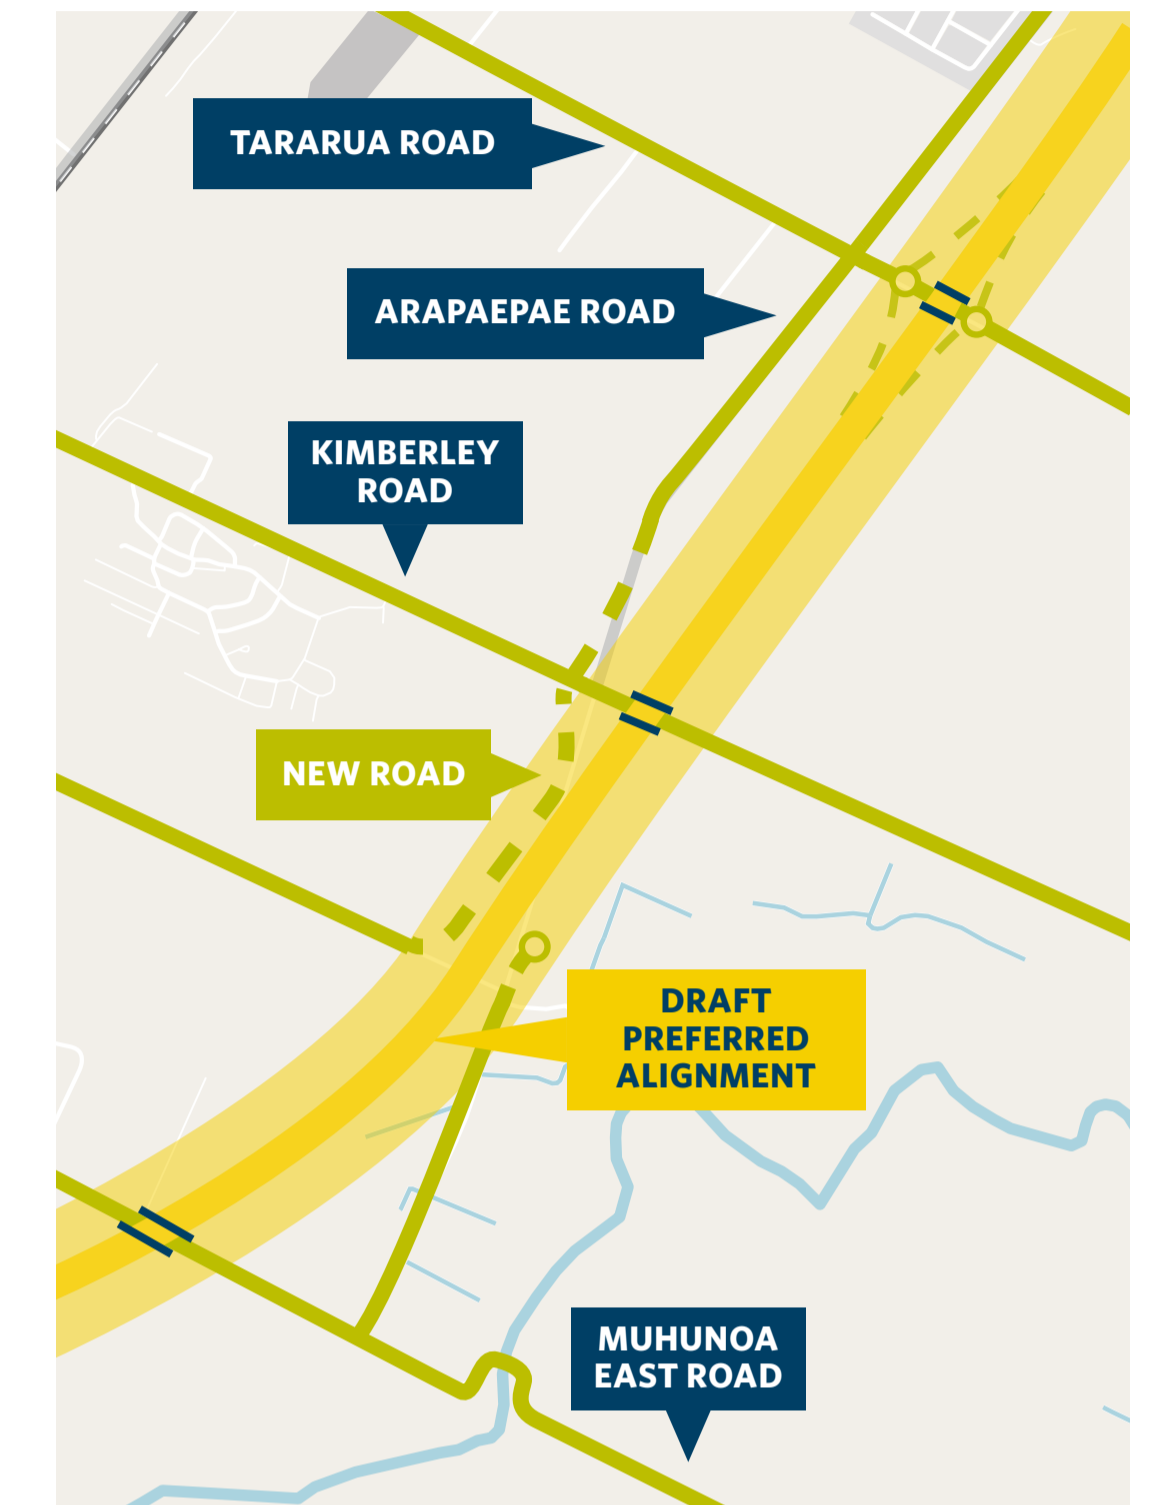 TARARUA ROAD
ARAPAEPAE ROAD
KIMBERLEY
ROAD
NEW ROAD
DRAFT
PREFERRED
ALIGNMENT
MUHUNOA
EAST ROAD